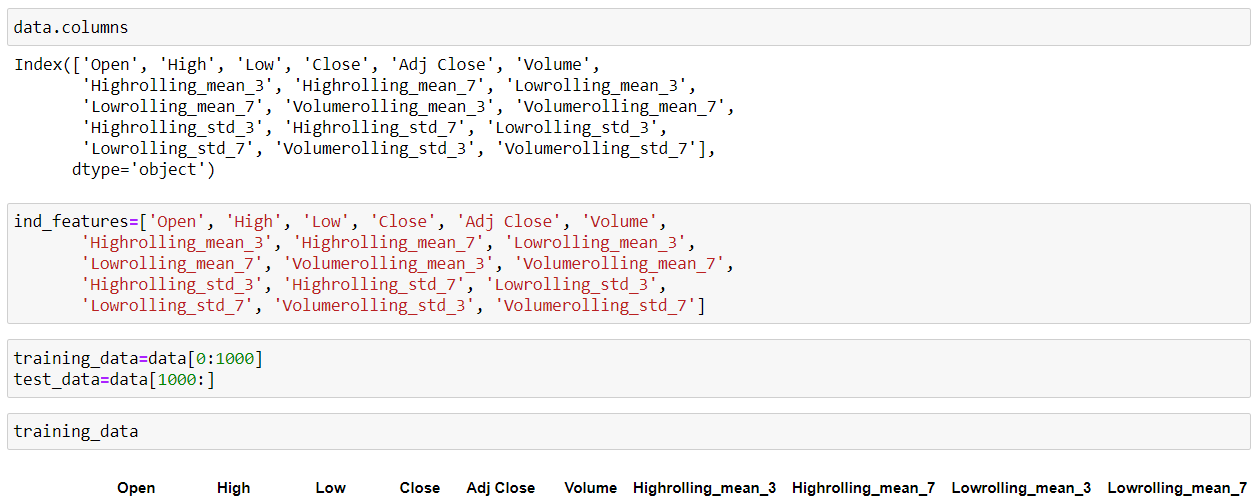 data.columns
Index(['Open', 'High', 'Low', 'Close', 'Adj Close', 'Volume',
'Highrolling_mean_3', 'Highrolling_mean_7', 'Lowrolling_mean_3',
'Lowrolling_mean_7', 'Volumerolling_mean_3', 'Volumerolling_mean_7',
'Highrolling_std_3', 'Highrolling_std_7', 'Lowrolling_std_3',
'Lowrolling_std_7', 'Volumerolling_std_3', 'Volumerolling_std_7'],
dtype='object')
ind_features=['Open', 'High', 'Low', 'Close', 'Adj Close', 'Volume',
'Highrolling_mean_3', 'Highrolling_mean_7', 'Lowrolling_mean_3',
'Lowrolling_mean_7', 'Volumerolling_mean_3', 'Volumerolling_mean_7',
'Highrolling_std_3', 'Highrolling_std_7', 'Lowrolling_std_3',
'Lowrolling_std_7', 'Volumerolling_std_3', 'Volumerolling_std_7']
training_data=data[0:1000]
test_data=data[1000:]
training_data
Open High Low Close Adj Close Volume Highrolling_mean_3 Highrolling_mean_7 Lowrolling_mean_3 Lowrolling_mean_7